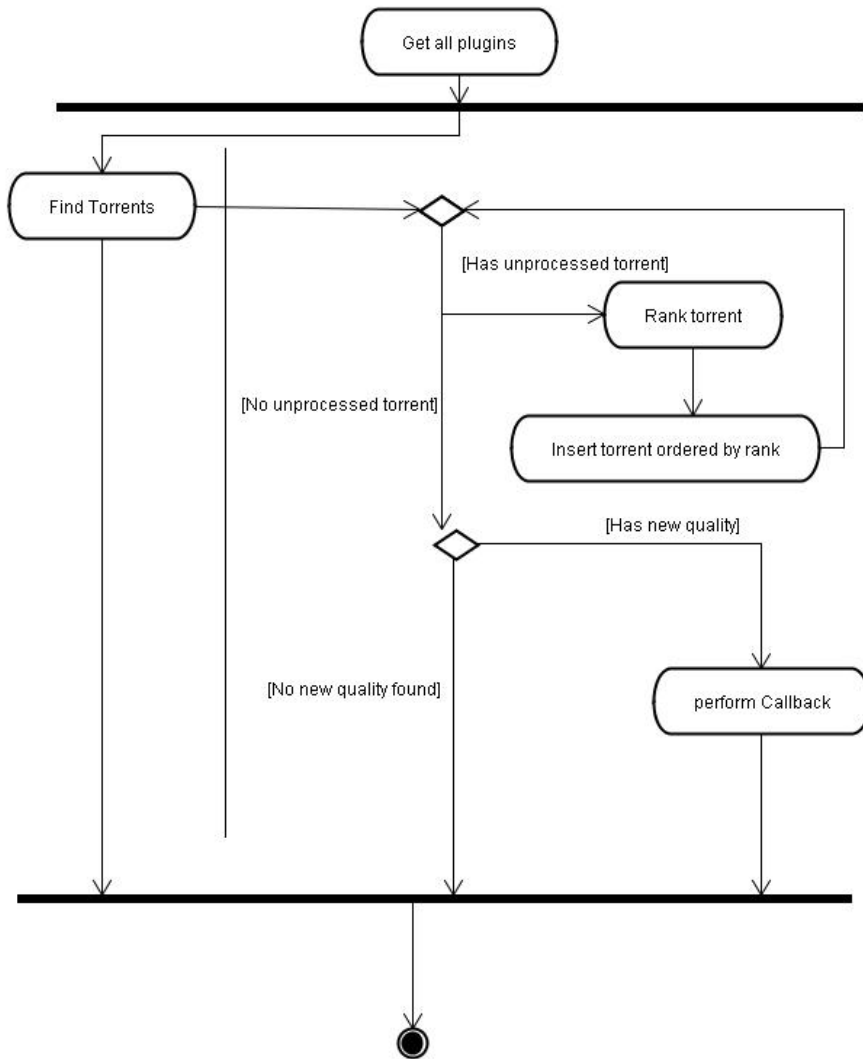 Get all plugins
Find Torrents
[Has unprocessed torrent]
Rank torrent
[No unprocessed torrent]
Insert torrent ordered by rank
[Has new quality]
[No new quality found]
perform Callback